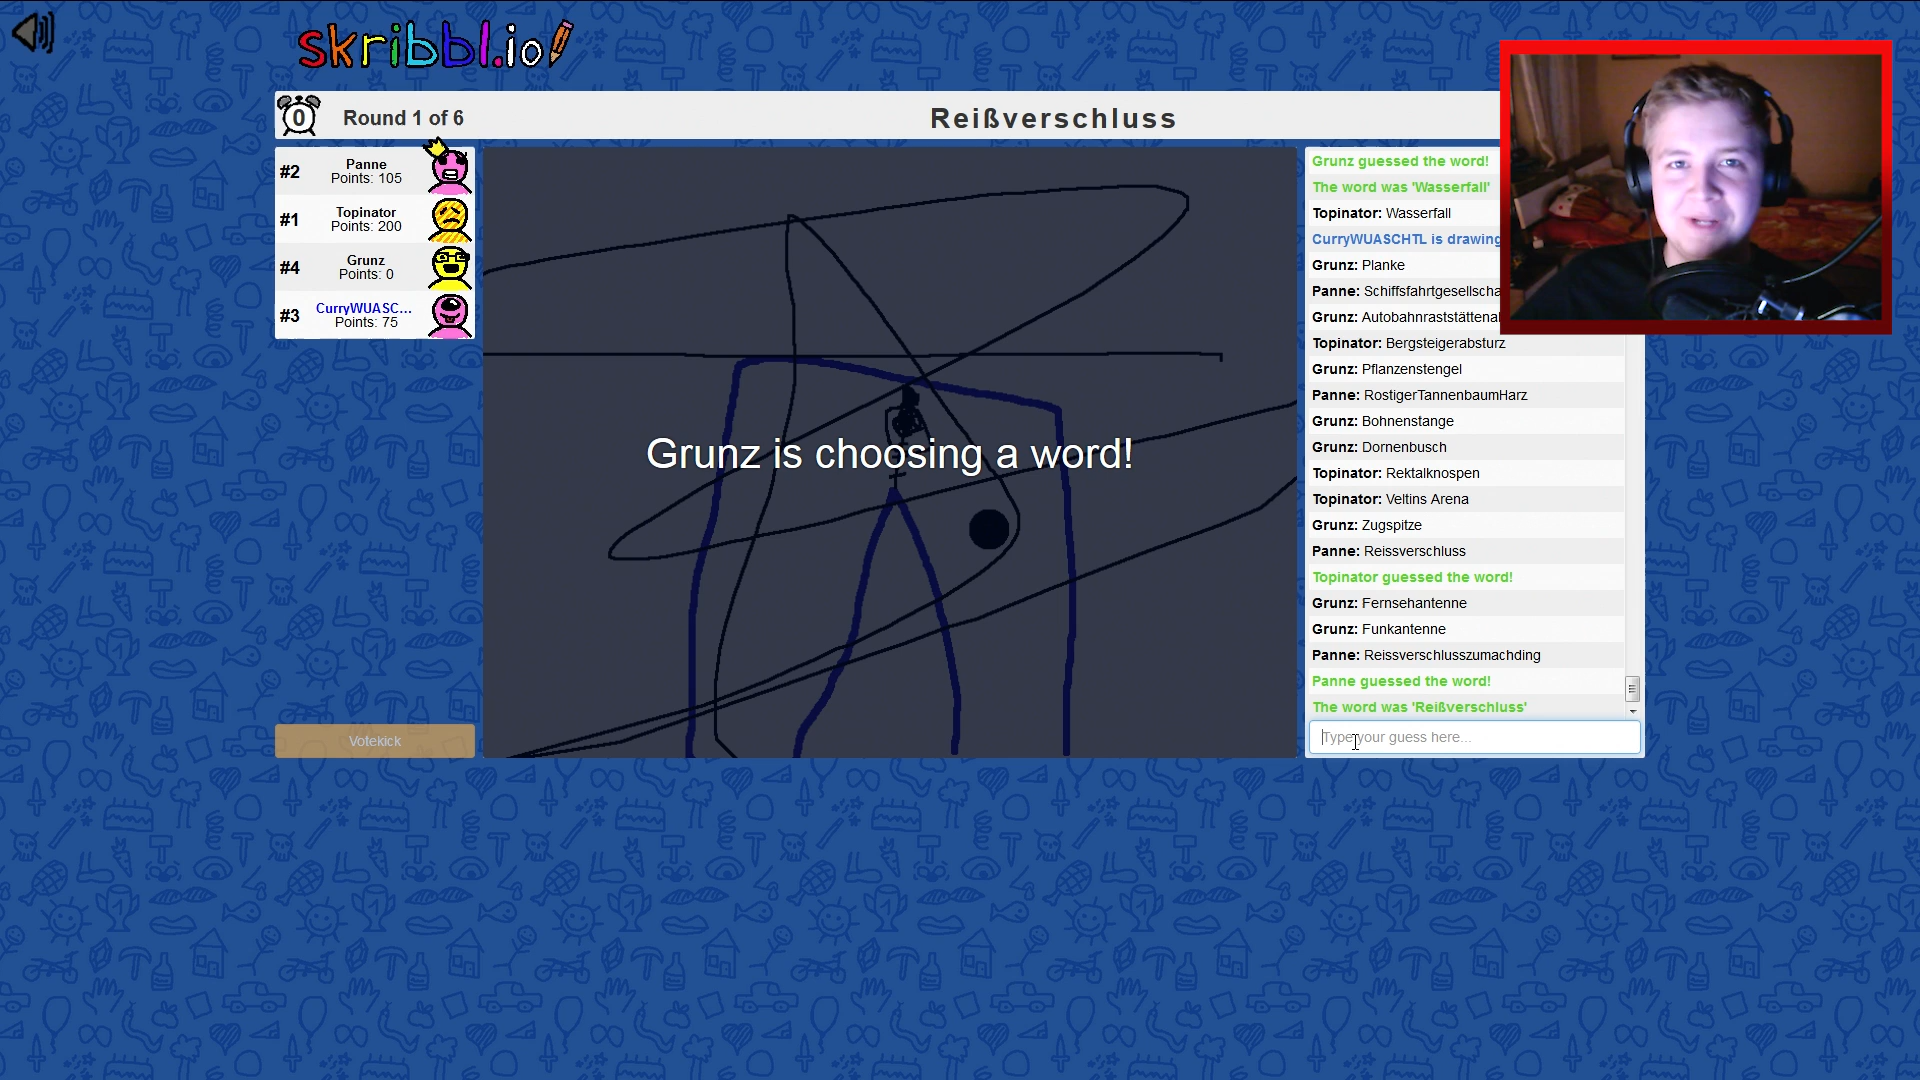 skribbl.io
0
Round 1 of 6
Reißverschluss
#2
Panne
Points: 105
#1
Topinator
Points: 200
#4
Grunz
Points: 0
#3
CurryWUASC...
Points: 75
Votekick
Grunz is choosing a word!
Grunz guessed the word!
The word was 'Wasserfall'
Topinator: Wasserfall
CurryWUASCHTL is drawing
Grunz: Planke
Panne: Schiffsfahrtgesellscha
Grunz: Autobahnraststättena
Topinator: Bergsteigerabsturz
Grunz: Pflanzenstengel
Panne: RostigerTannenbaumHarz
Grunz: Bohnenstange
Grunz: Dornenbusch
Topinator: Rektalknospen
Topinator: Veltins Arena
Grunz: Zugspitze
Panne: Reissverschluss
Topinator guessed the word!
Grunz: Fernsehantenne
Grunz: Funkantenne
Panne: Reissverschlusszumachding
Panne guessed the word!
The word was 'Reißverschluss'
Type your guess here...